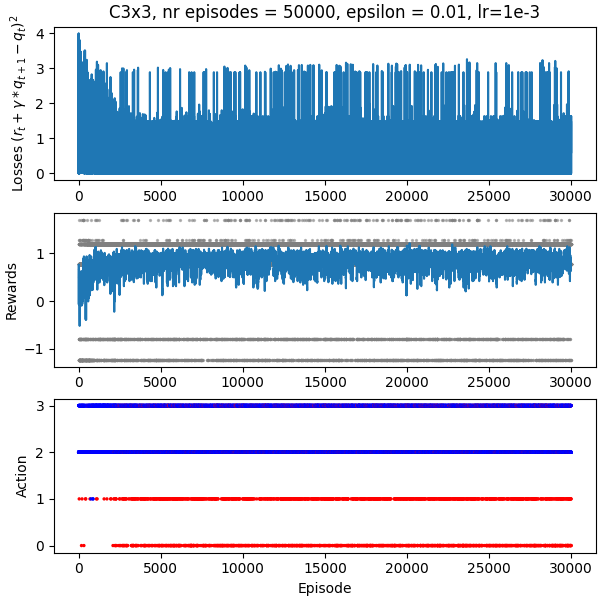 C3x3, nr episodes = 50000, epsilon = 0.01, lr=1e-3
Losses $(r_t + \gamma * q_{t+1} - q_t)^2$
4
3
2
1
0
0 5000 10000 15000 20000 25000 30000
Rewards
1
0
−1
0 5000 10000 15000 20000 25000 30000
Action
3
2
1
0
0 5000 10000 15000 20000 25000 30000
Episode